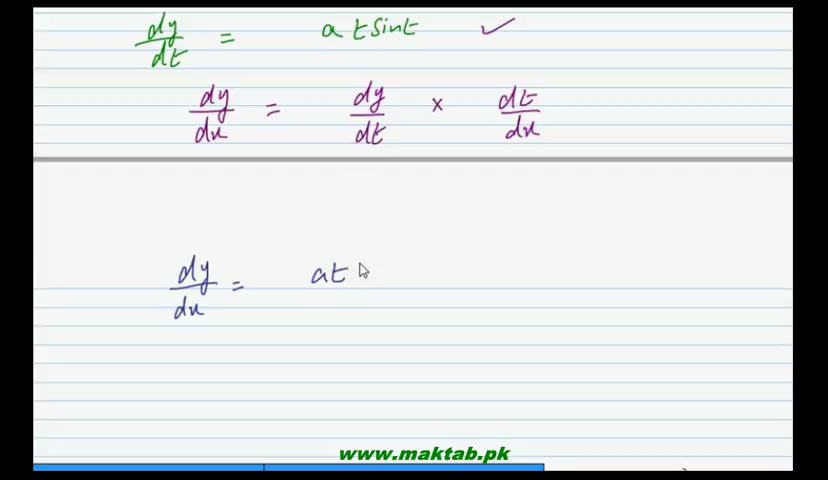 dy/dt = a t sint ✓
dy/dx = dy/dt × dt/dx
dy/dx = at
www.maktab.pk